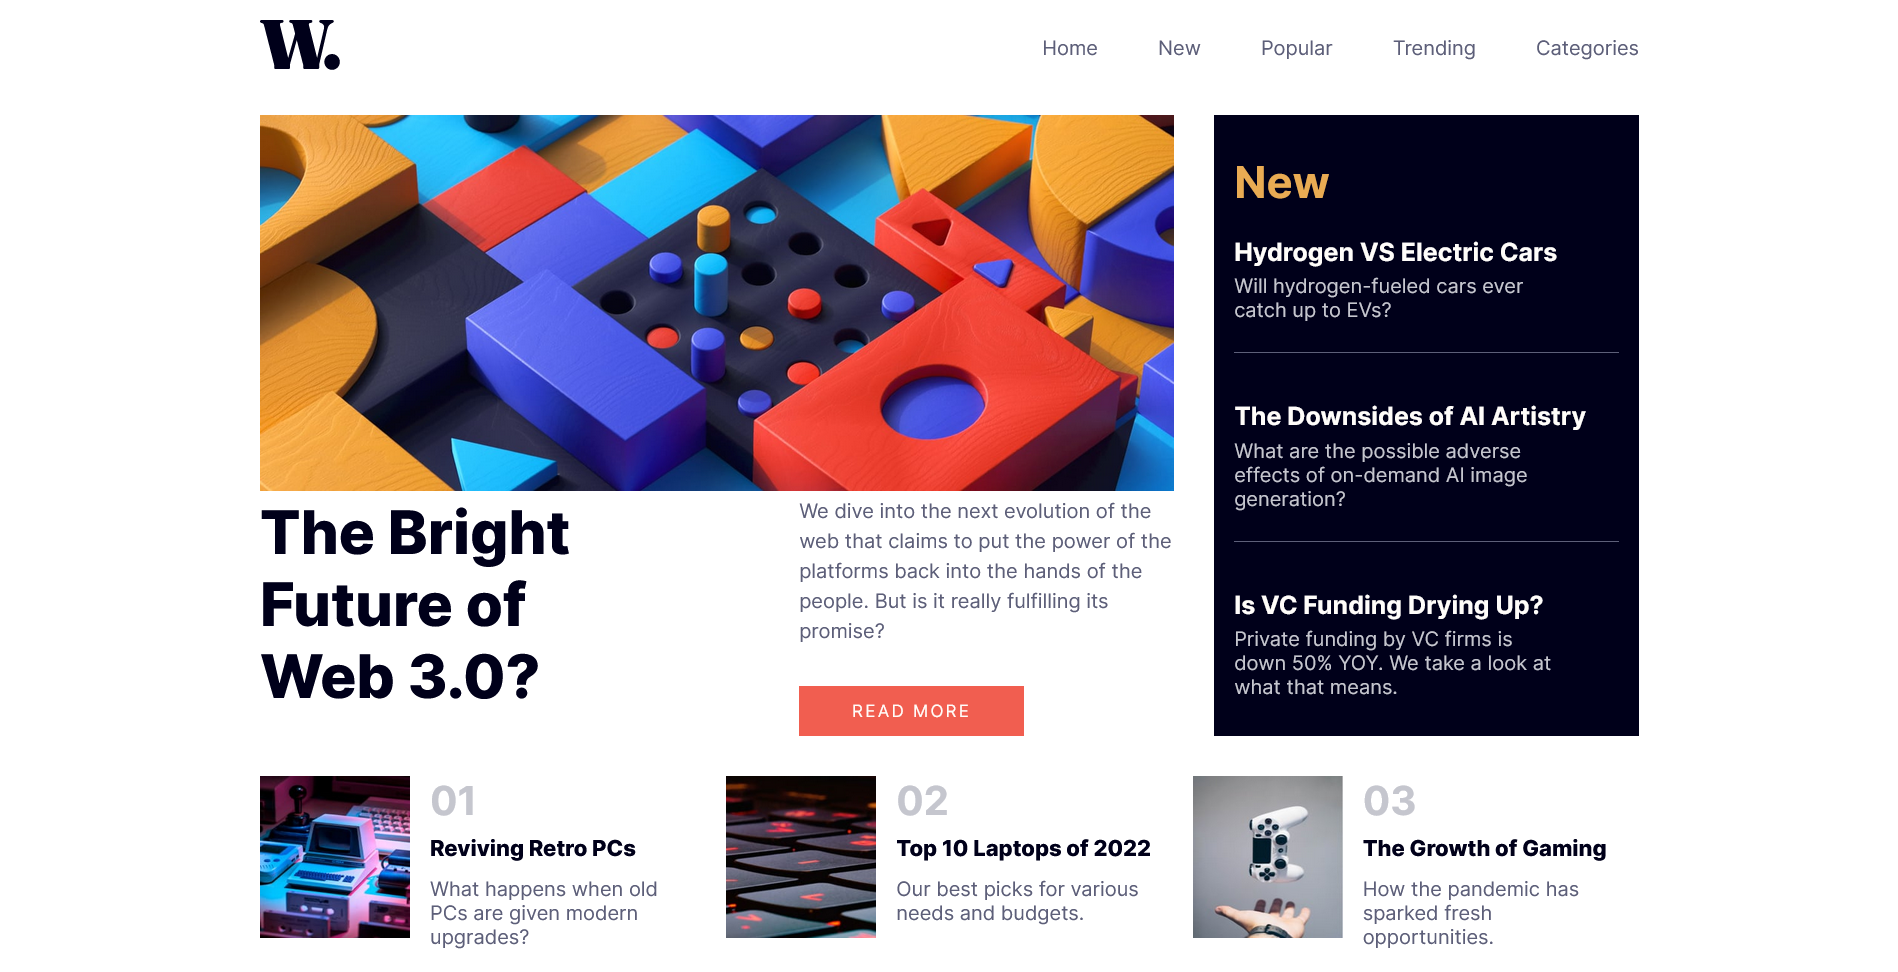 W.
Home New Popular Trending Categories
The Bright
Future of
Web 3.0?
We dive into the next evolution of the
web that claims to put the power of the
platforms back into the hands of the
people. But is it really fulfilling its
promise?
READ MORE
New
Hydrogen VS Electric Cars
Will hydrogen-fueled cars ever
catch up to EVs?
The Downsides of AI Artistry
What are the possible adverse
effects of on-demand AI image
generation?
Is VC Funding Drying Up?
Private funding by VC firms is
down 50% YOY. We take a look at
what that means.
01
Reviving Retro PCs
What happens when old
PCs are given modern
upgrades?
02
Top 10 Laptops of 2022
Our best picks for various
needs and budgets.
03
The Growth of Gaming
How the pandemic has
sparked fresh
opportunities.